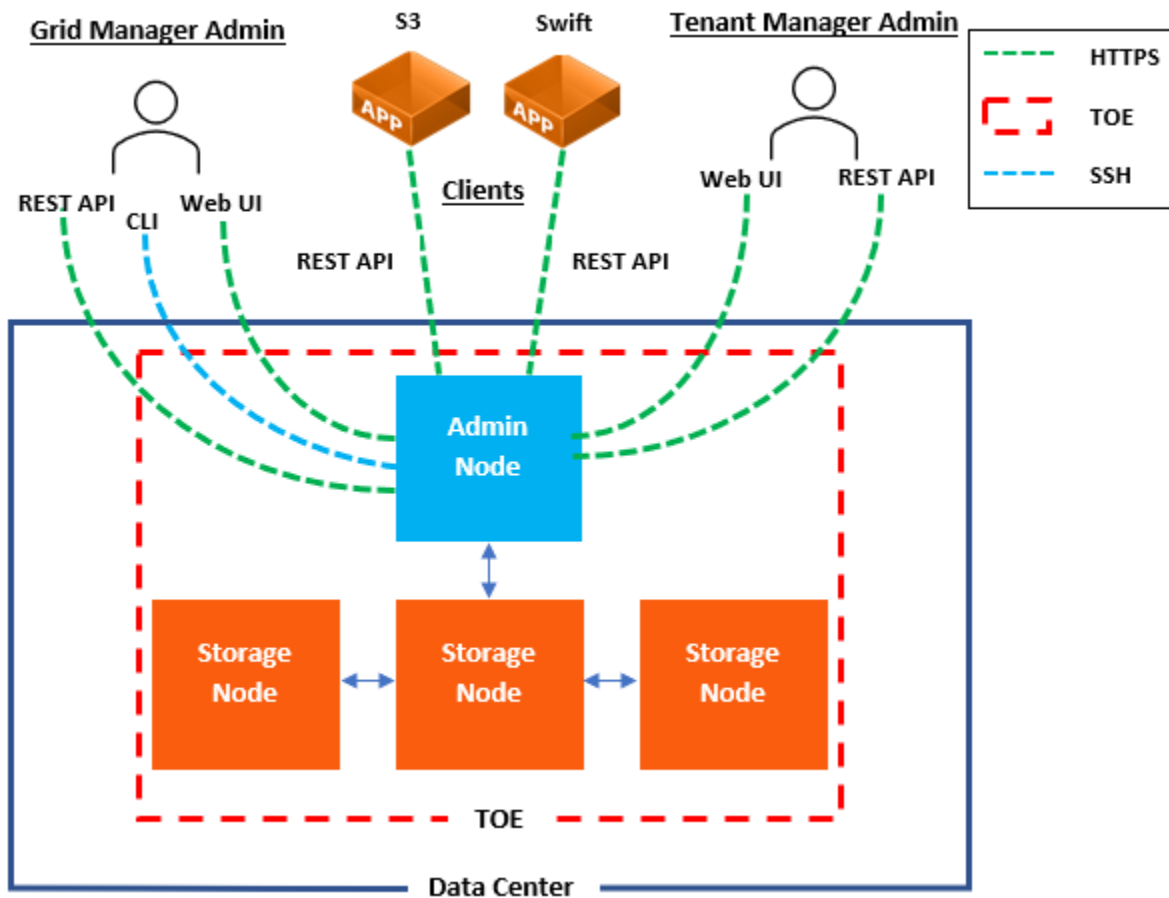 Grid Manager Admin
S3
Swift
Tenant Manager Admin
HTTPS
TOE
SSH
APP
APP
REST API
CLI
Web UI
Clients
Web UI
REST API
REST API
REST API
Admin
Node
Storage
Node
Storage
Node
Storage
Node
TOE
Data Center